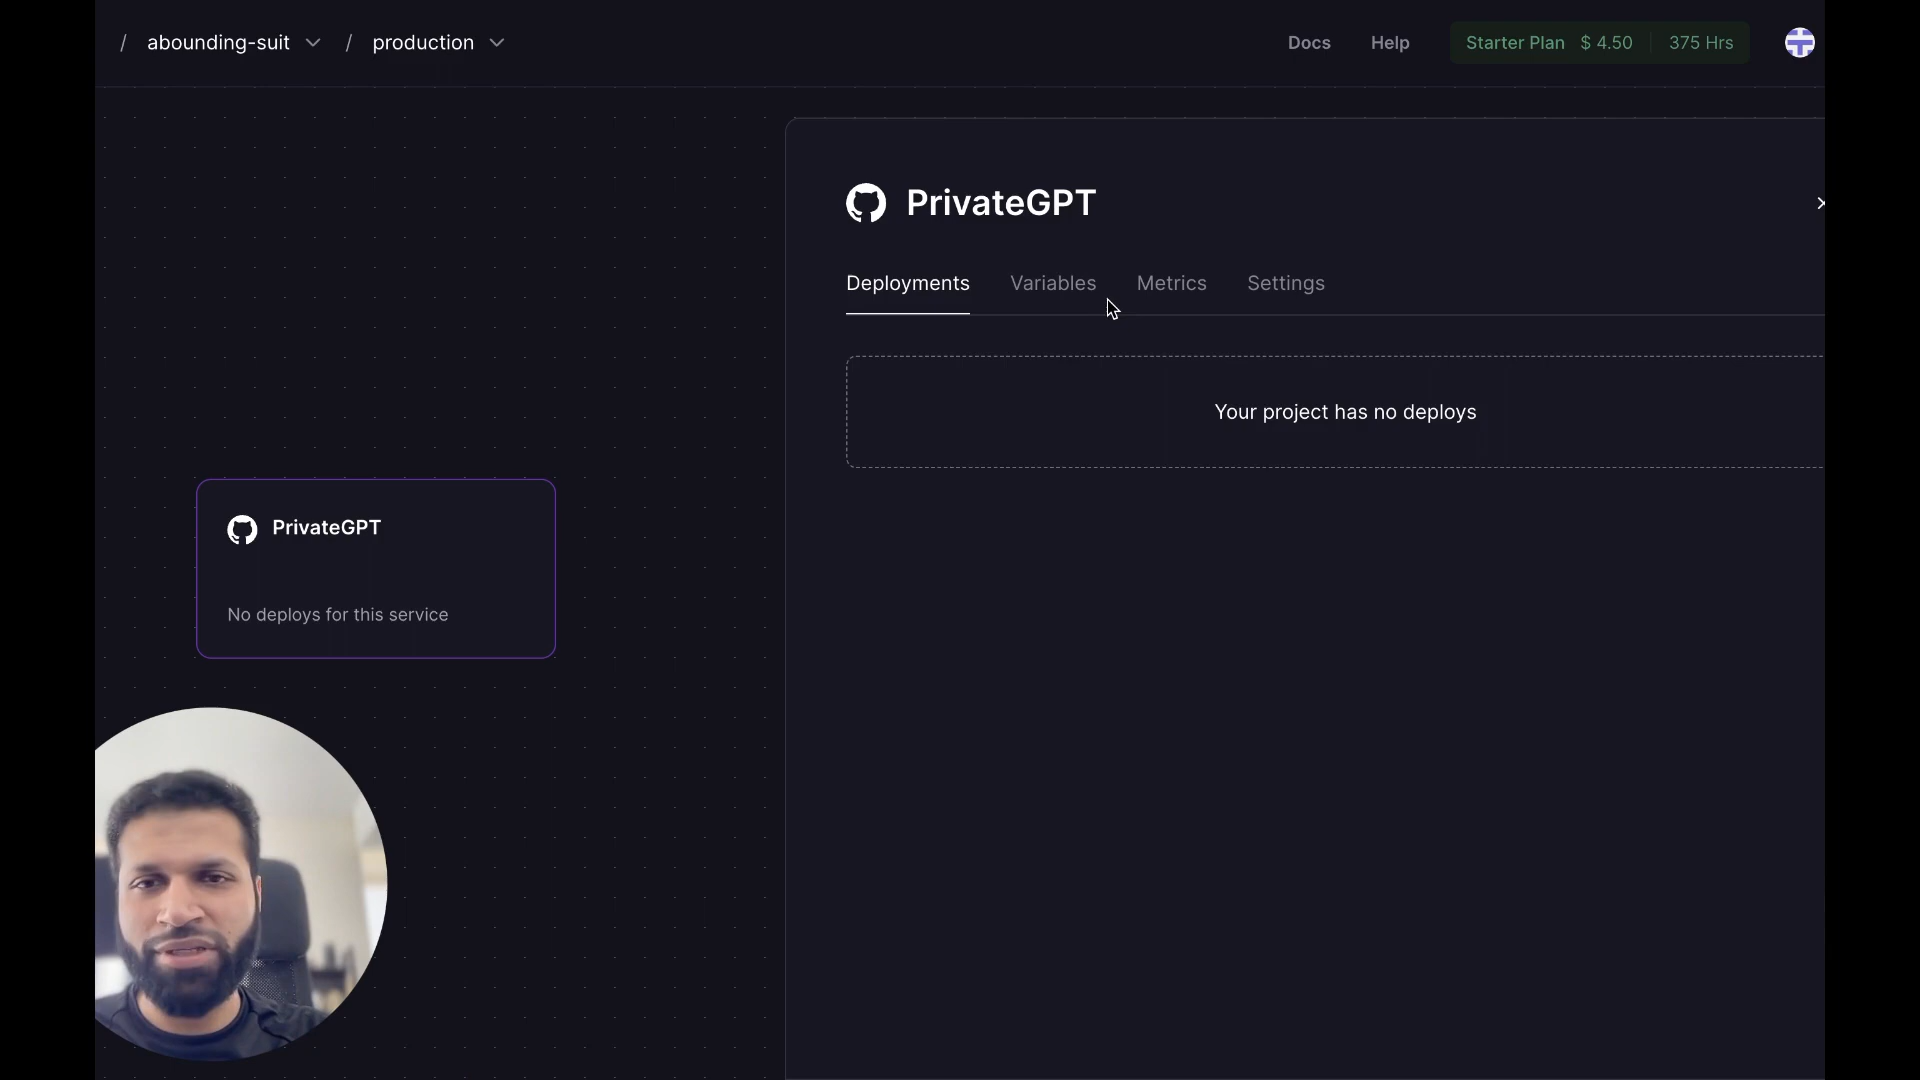 / abounding-suit / production Docs Help Starter Plan $ 4.50 375 Hrs
PrivateGPT
Deployments Variables Metrics Settings
Your project has no deploys
PrivateGPT
No deploys for this service